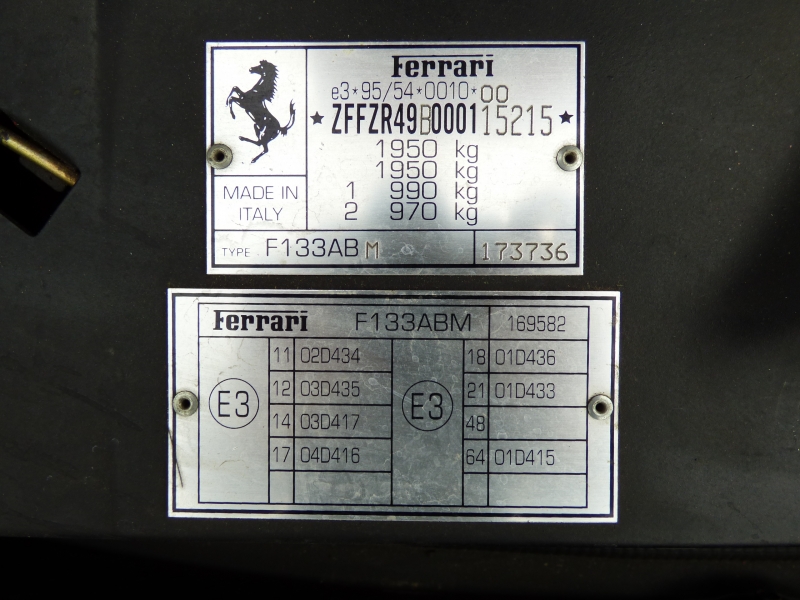 Ferrari
e3*95/54*0010*00
*ZFFZR49B000115215*
1950 kg
1950 kg
1 990 kg
2 970 kg
MADE IN
ITALY
TYPE F133AB M 173736
Ferrari F133ABM 169582
E3
11 02D434
12 03D435
14 03D417
17 04D416
E3
18 01D436
21 01D433
48
64 01D415